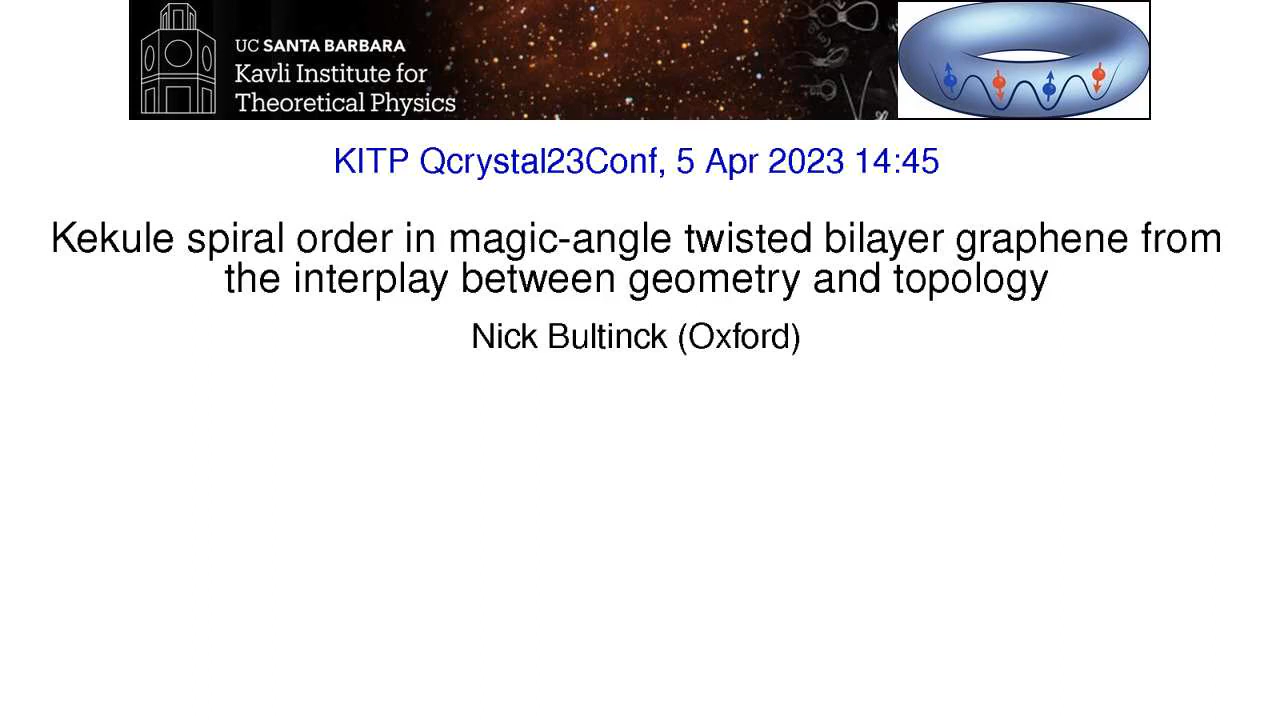 UC SANTA BARBARA
Kavli Institute for
Theoretical Physics
KITP Qcrystal23Conf, 5 Apr 2023 14:45
Kekule spiral order in magic-angle twisted bilayer graphene from
the interplay between geometry and topology
Nick Bultinck (Oxford)